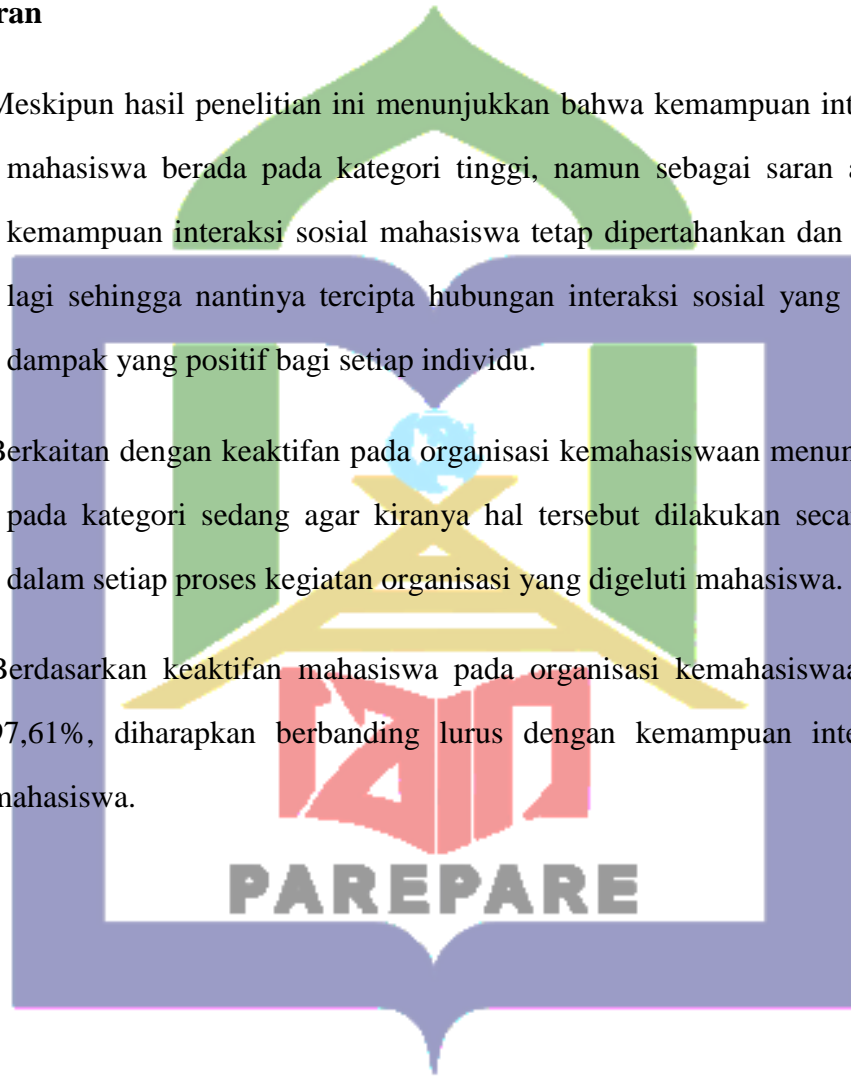 ran
Meskipun hasil penelitian ini menunjukkan bahwa kemampuan int
mahasiswa berada pada kategori tinggi, namun sebagai saran a
kemampuan interaksi sosial mahasiswa tetap dipertahankan dan
lagi sehingga nantinya tercipta hubungan interaksi sosial yang
dampak yang positif bagi setiap individu.
Berkaitan dengan keaktifan pada organisasi kemahasiswaan menun
pada kategori sedang agar kiranya hal tersebut dilakukan secar
dalam setiap proses kegiatan organisasi yang digeluti mahasiswa.
Berdasarkan keaktifan mahasiswa pada organisasi kemahasiswaa
97,61%, diharapkan berbanding lurus dengan kemampuan inte
mahasiswa.
iain
PAREPARE